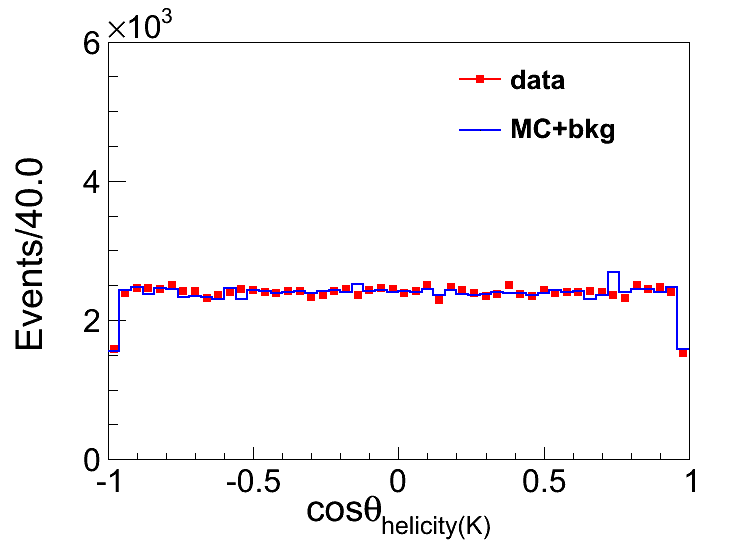 ×10³
6
4
2
0
Events/40.0
data
MC+bkg
-1 -0.5 0 0.5 1
cosθhelicity(K)